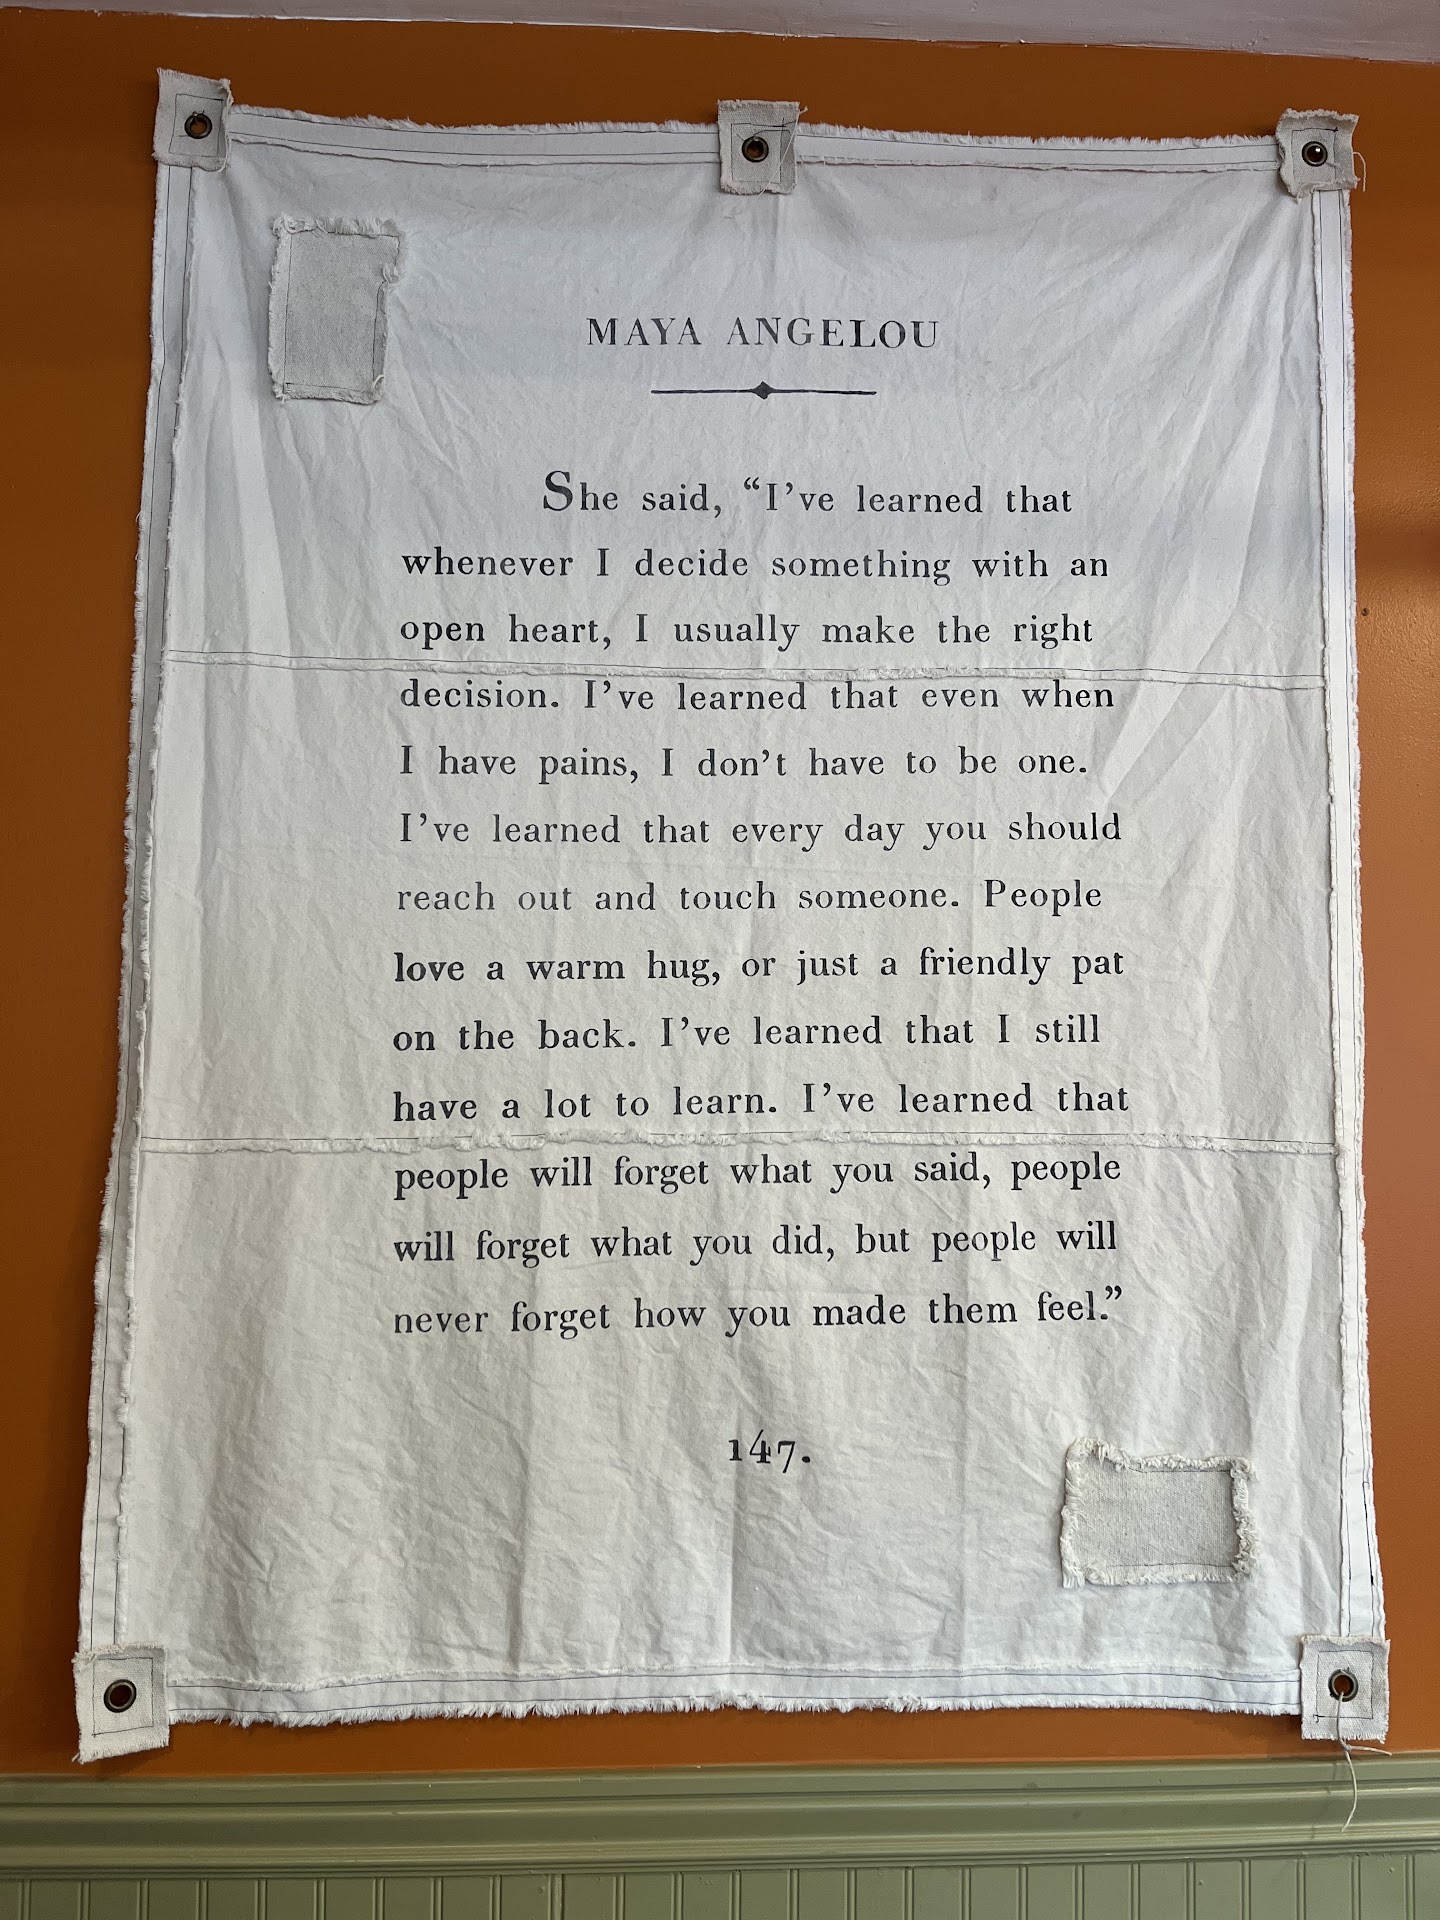 MAYA ANGELOU
She said, “I’ve learned that
whenever I decide something with an
open heart, I usually make the right
decision. I’ve learned that even when
I have pains, I don’t have to be one.
I’ve learned that every day you should
reach out and touch someone. People
love a warm hug, or just a friendly pat
on the back. I’ve learned that I still
have a lot to learn. I’ve learned that
people will forget what you said, people
will forget what you did, but people will
never forget how you made them feel.”
147.